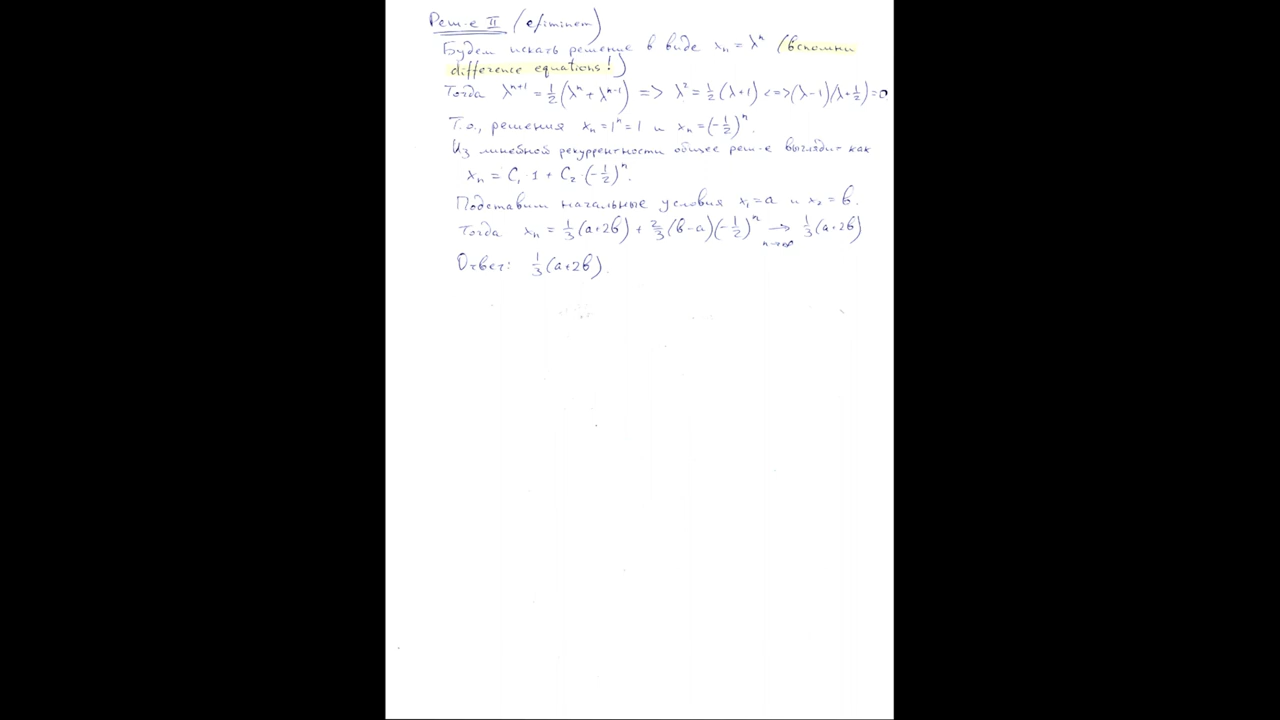 Реш-е II (efiminem)
Будем искать решение в виде xₙ = λⁿ (вспомни
difference equations!)
Тогда λⁿ⁺¹ = ½(λⁿ + λⁿ⁻¹) => λ² = ½(λ+1) <=> (λ-1)(λ+½)=0
Т.о., решения xₙ = 1ⁿ = 1 и xₙ = (-½)ⁿ.
Из линейной рекуррентности общее реш-е выглядит как
xₙ = C₁·1 + C₂·(-½)ⁿ.
Подставим начальные условия x₁ = a и x₂ = b.
Тогда xₙ = ⅓(a+2b) + ⅔(b-a)(-½)ⁿ → ⅓(a+2b)
n→∞
Ответ: ⅓(a+2b).